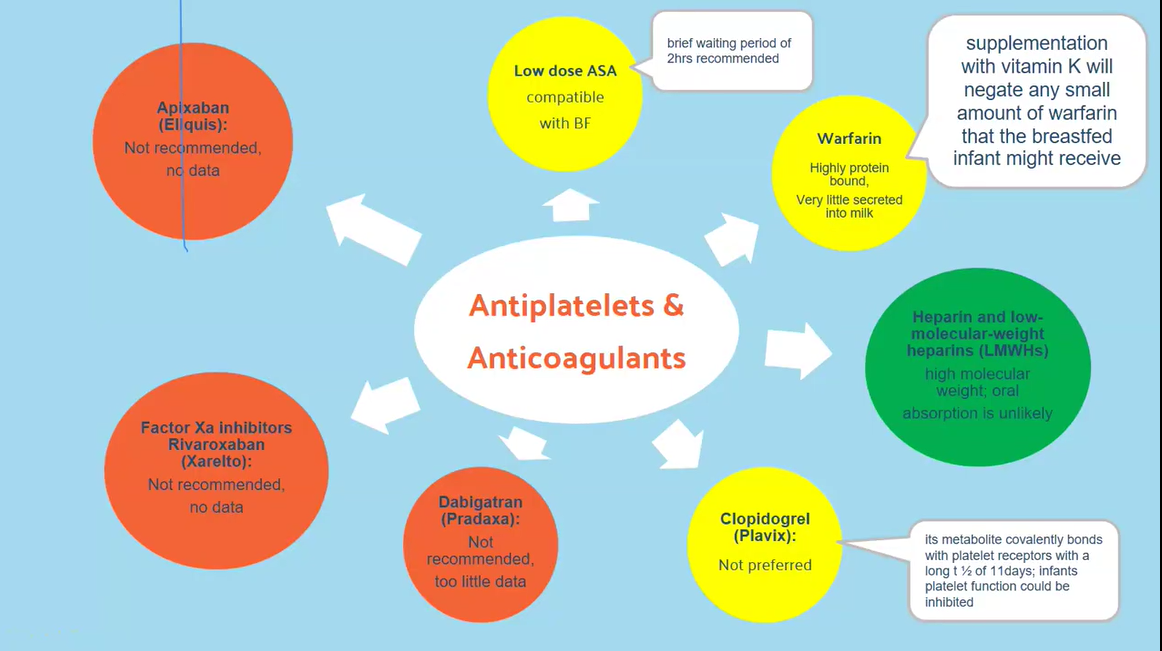 Antiplatelets &
Anticoagulants
Low dose ASA
compatible
with BF
brief waiting period of
2hrs recommended
Warfarin
Highly protein
bound,
Very little secreted
into milk
supplementation
with vitamin K will
negate any small
amount of warfarin
that the breastfed
infant might receive
Heparin and low-
molecular-weight
heparins (LMWHs)
high molecular
weight; oral
absorption is unlikely
Clopidogrel
(Plavix):
Not preferred
its metabolite covalently bonds
with platelet receptors with a
long t ½ of 11days; infants
platelet function could be
inhibited
Dabigatran
(Pradaxa):
Not
recommended,
too little data
Factor Xa inhibitors
Rivaroxaban
(Xarelto):
Not recommended,
no data
Apixaban
(Eliquis):
Not recommended,
no data